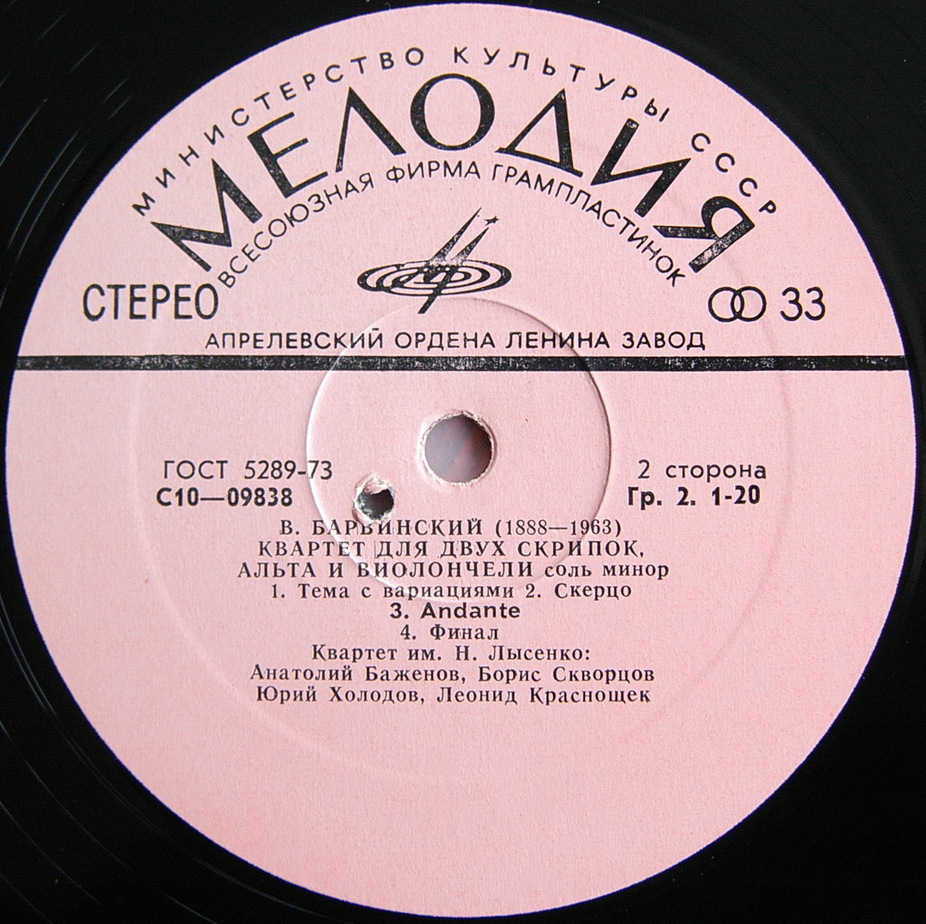 МИНИСТЕРСТВО КУЛЬТУРЫ СССР
МЕЛОДИЯ
ВСЕСОЮЗНАЯ ФИРМА ГРАМПЛАСТИНОК
СТЕРЕО
33
АПРЕЛЕВСКИЙ ОРДЕНА ЛЕНИНА ЗАВОД
ГОСТ 5289-73
2 сторона
С10—09838
Гр. 2. 1-20
В. БАРВИНСКИЙ (1888—1963)
КВАРТЕТ ДЛЯ ДВУХ СКРИПОК,
АЛЬТА И ВИОЛОНЧЕЛИ соль минор
1. Тема с вариациями 2. Скерцо
3. Andante
4. Финал
Квартет им. Н. Лысенко:
Анатолий Баженов, Борис Скворцов
Юрий Холодов, Леонид Краснощек